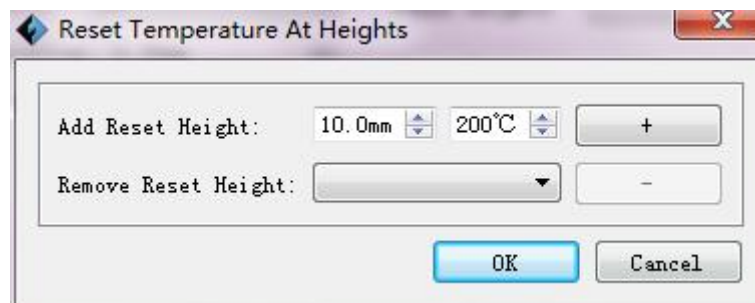 Reset Temperature At Heights
Add Reset Height: 10.0mm 200℃ +
Remove Reset Height: -
OK Cancel